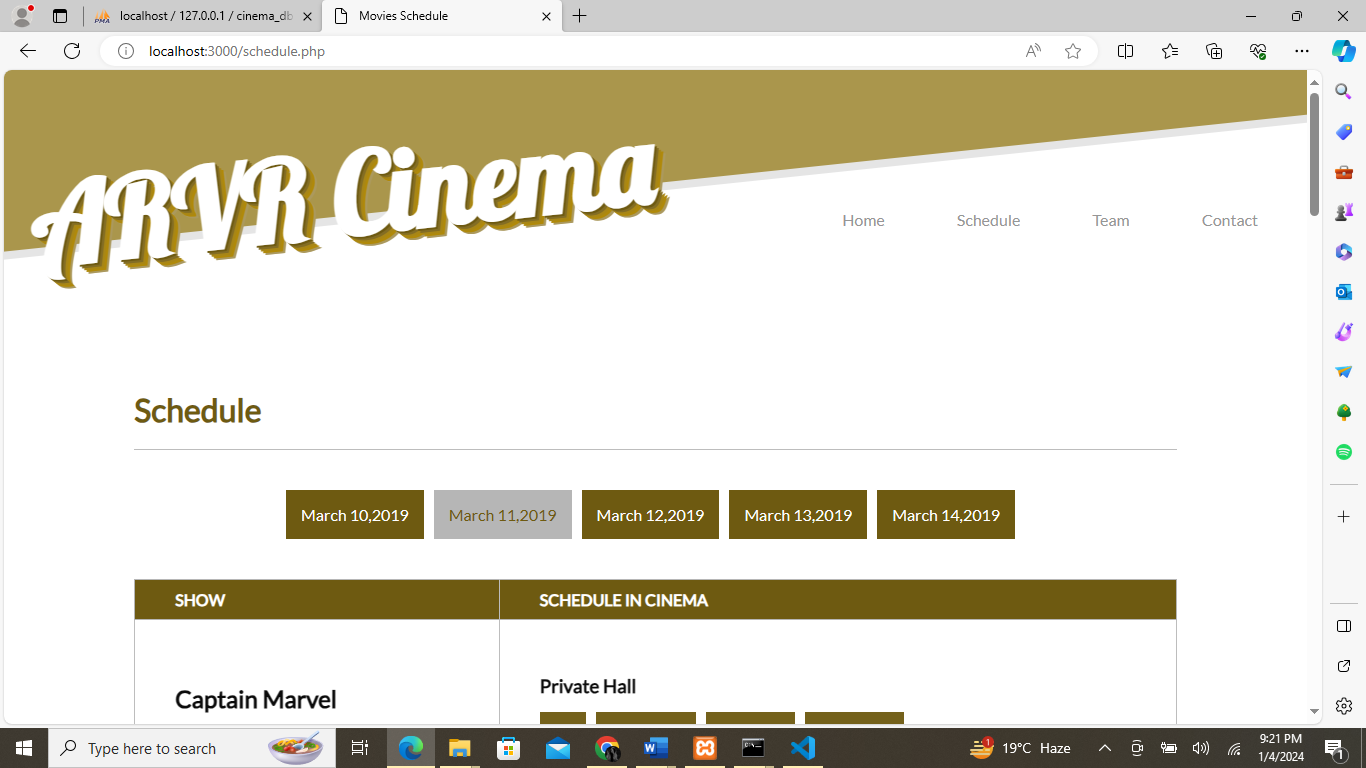 localhost / 127.0.0.1 / cinema_db
Movies Schedule
localhost:3000/schedule.php
ARVR Cinema
Home Schedule Team Contact
Schedule
March 10,2019 March 11,2019 March 12,2019 March 13,2019 March 14,2019
SHOW SCHEDULE IN CINEMA
Captain Marvel
Private Hall
Type here to search
19°C Haze
9:21 PM
1/4/2024